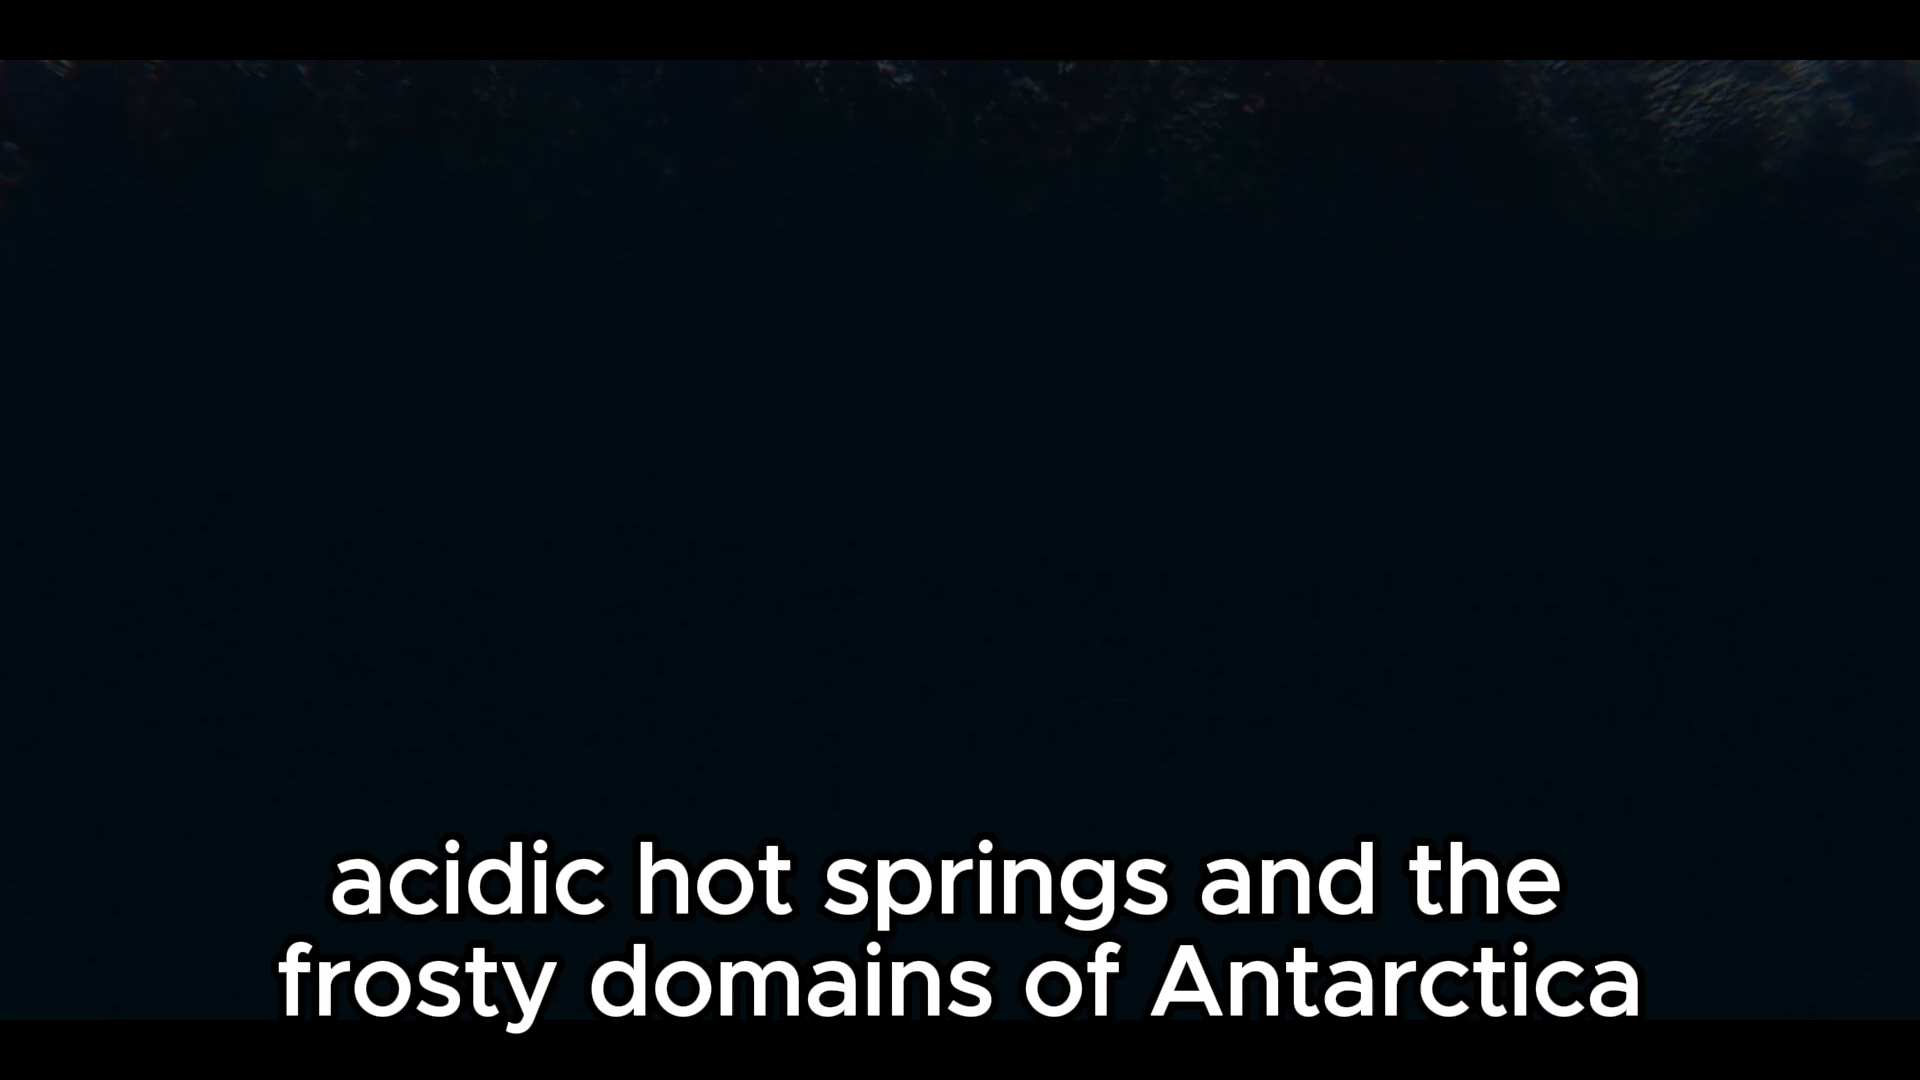 acidic hot springs and the
frosty domains of Antarctica